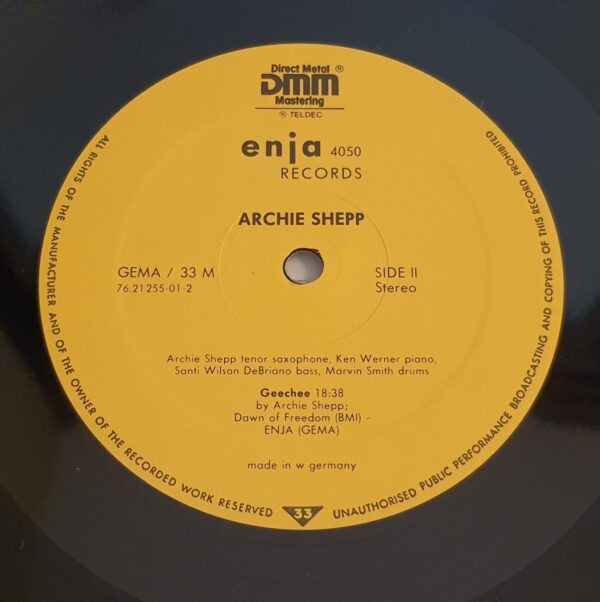 Direct Metal ®
DMM
Mastering
℗ TELDEC
enja 4050
RECORDS
ARCHIE SHEPP
GEMA / 33 M
76.21255-01-2
SIDE II
Stereo
Archie Shepp tenor saxophone, Ken Werner piano,
Santi Wilson DeBriano bass, Marvin Smith drums
Geechee 18:38
by Archie Shepp;
Dawn of Freedom (BMI) -
ENJA (GEMA)
made in w germany
ALL RIGHTS OF THE MANUFACTURER AND OF THE OWNER OF THE RECORDED WORK RESERVED
33
UNAUTHORISED PUBLIC PERFORMANCE BROADCASTING AND COPYING OF THIS RECORD PROHIBITED